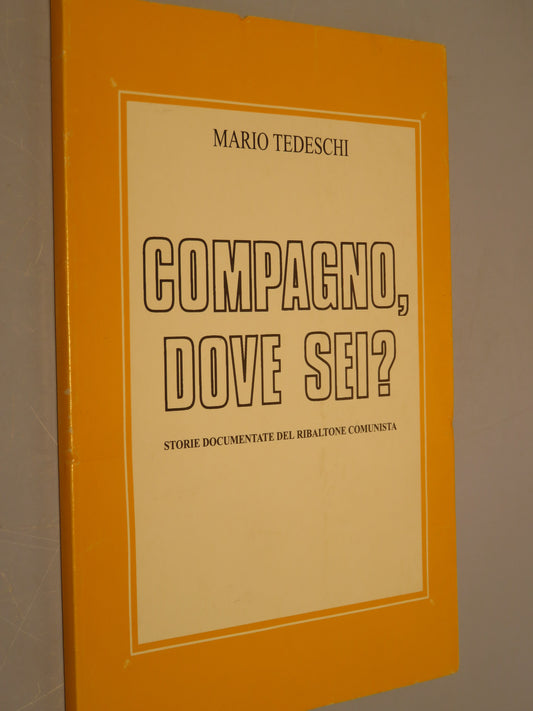 MARIO TEDESCHI
COMPAGNO,
DOVE SEI?
STORIE DOCUMENTATE DEL RIBALTONE COMUNISTA